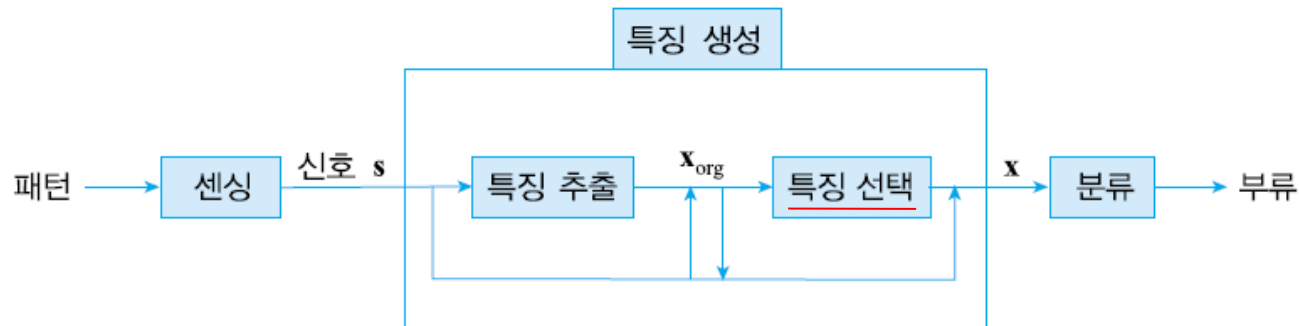 특징 생성
패턴
센싱
신호 s
특징 추출
x_org
특징 선택
x
분류
부류